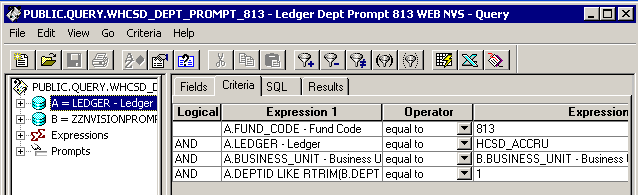 PUBLIC.QUERY.WHCSD_DEPT_PROMPT_813 - Ledger Dept Prompt 813 WEB NVS - Query
File Edit View Go Criteria Help
PUBLIC.QUERY.WHCSD_D
A = LEDGER - Ledger
B = ZZNVISIONPROMP
Expressions
Prompts
Fields Criteria SQL Results
Logical Expression 1 Operator Expression
A.FUND_CODE - Fund Code equal to 813
AND A.LEDGER - Ledger equal to HCSD_ACCRU
AND A.BUSINESS_UNIT - Business U equal to B.BUSINESS_UNIT - Busines
AND A.DEPTID LIKE RTRIM(B.DEPT equal to 1